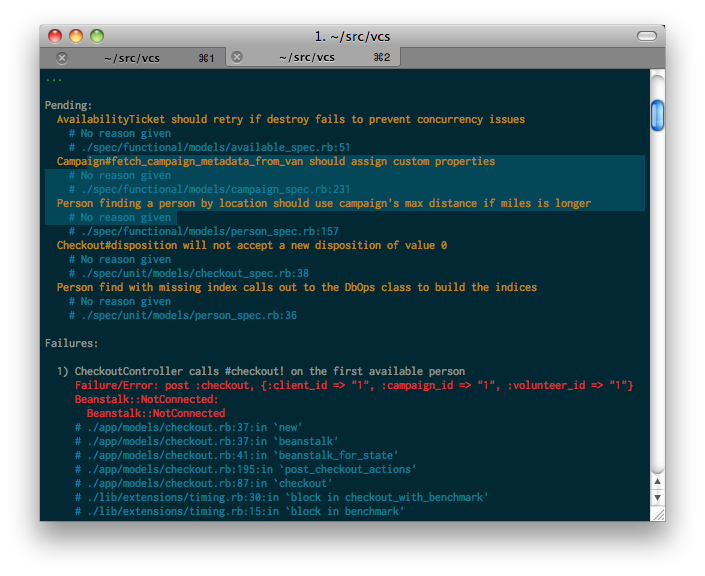 1. ~/src/vcs
~/src/vcs ⌘1 ~/src/vcs ⌘2
...
Pending:
AvailabilityTicket should retry if destroy fails to prevent concurrency issues
# No reason given
# ./spec/functional/models/available_spec.rb:51
Campaign#fetch_campaign_metadata_from_van should assign custom properties
# No reason given
# ./spec/functional/models/campaign_spec.rb:231
Person finding a person by location should use campaign's max distance if miles is longer
# No reason given
# ./spec/functional/models/person_spec.rb:157
Checkout#disposition will not accept a new disposition of value 0
# No reason given
# ./spec/unit/models/checkout_spec.rb:38
Person find with missing index calls out to the DbOps class to build the indices
# No reason given
# ./spec/unit/models/person_spec.rb:36
Failures:
1) CheckoutController calls #checkout! on the first available person
Failure/Error: post :checkout, {:client_id => "1", :campaign_id => "1", :volunteer_id => "1"}
Beanstalk::NotConnected:
Beanstalk::NotConnected
# ./app/models/checkout.rb:37:in `new'
# ./app/models/checkout.rb:37:in `beanstalk'
# ./app/models/checkout.rb:41:in `beanstalk_for_state'
# ./app/models/checkout.rb:195:in `post_checkout_actions'
# ./app/models/checkout.rb:87:in `checkout'
# ./lib/extensions/timing.rb:30:in `block in checkout_with_benchmark'
# ./lib/extensions/timing.rb:15:in `block in benchmark'